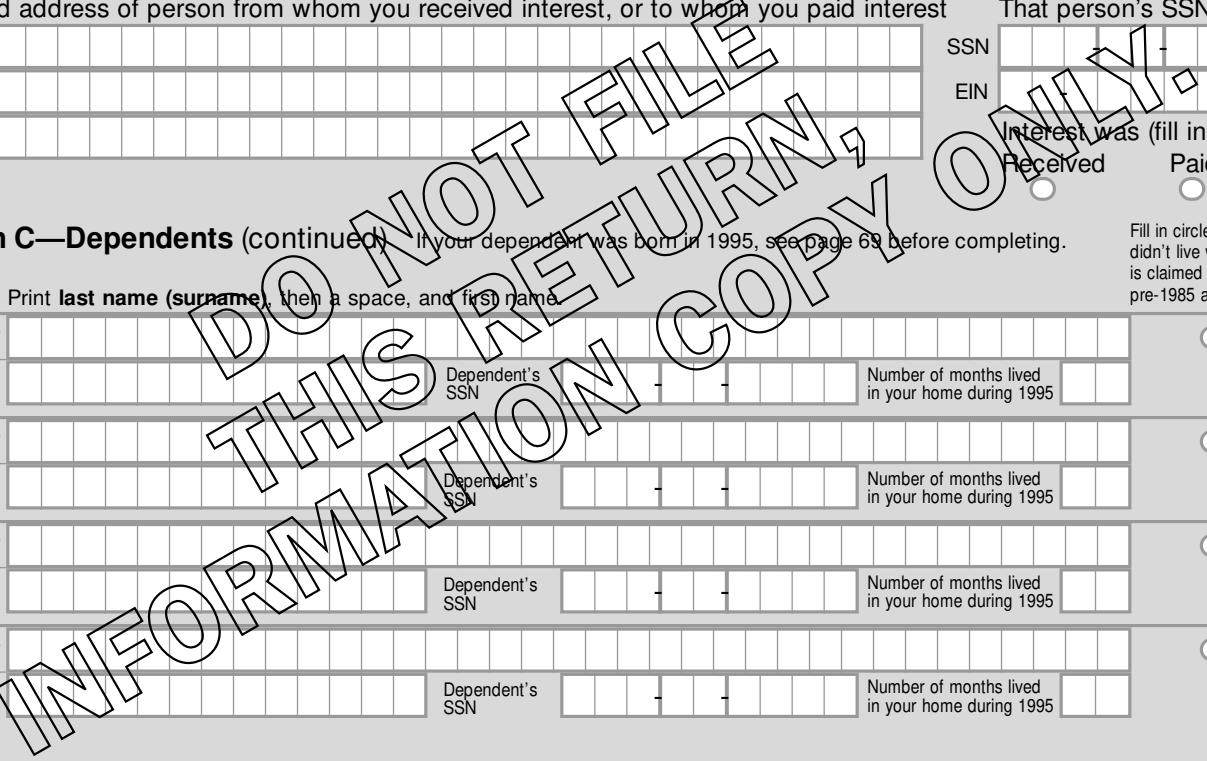 d address of person from whom you received interest, or to whom you paid interest
That person's SSN
SSN
EIN
Interest was (fill in
Received Paid
n C—Dependents (continued) If your dependent was born in 1995, see page 69 before completing.
Fill in circle
didn't live
is claimed
pre-1985 a
Print last name (surname), then a space, and first name.
Dependent's
SSN
Number of months lived
in your home during 1995
Dependent's
SSN
Number of months lived
in your home during 1995
Dependent's
SSN
Number of months lived
in your home during 1995
Dependent's
SSN
Number of months lived
in your home during 1995
DO NOT FILE
THIS RETURN,
INFORMATION COPY ONLY.